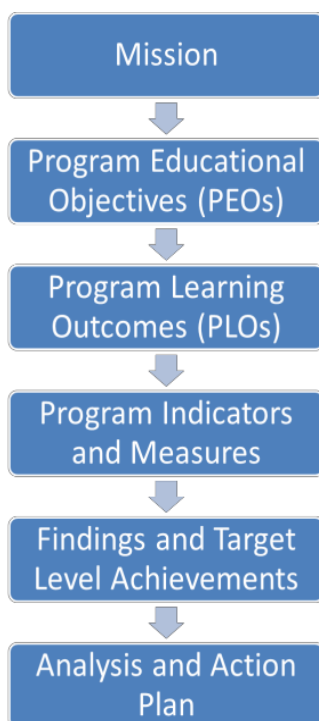 Mission
Program Educational
Objectives (PEOs)
Program Learning
Outcomes (PLOs)
Program Indicators
and Measures
Findings and Target
Level Achievements
Analysis and Action
Plan